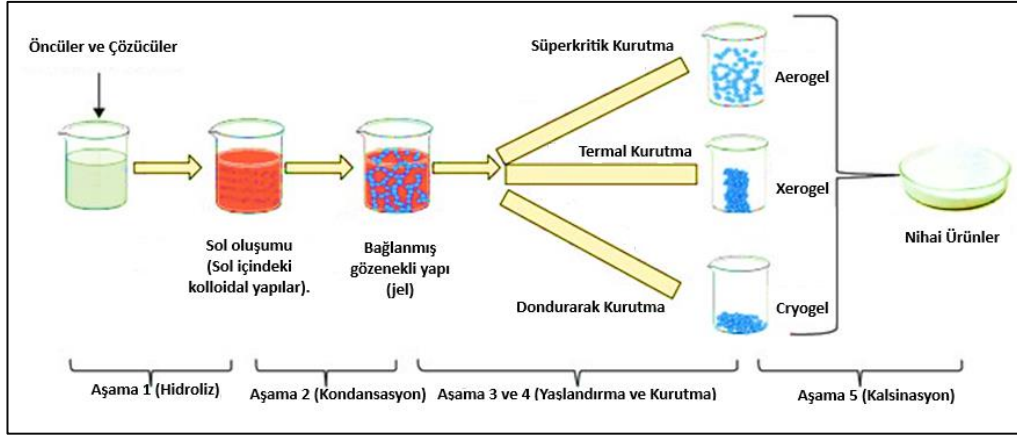 Öncüler ve Çözücüler
Sol oluşumu
(Sol içindeki
kolloidal yapılar).
Bağlanmış
gözenekli yapı
(jel)
Süperkritik Kurutma
Termal Kurutma
Dondurarak Kurutma
Aerogel
Xerogel
Cryogel
Nihai Ürünler
Aşama 1 (Hidroliz)
Aşama 2 (Kondansasyon)
Aşama 3 ve 4 (Yaşlandırma ve Kurutma)
Aşama 5 (Kalsinasyon)